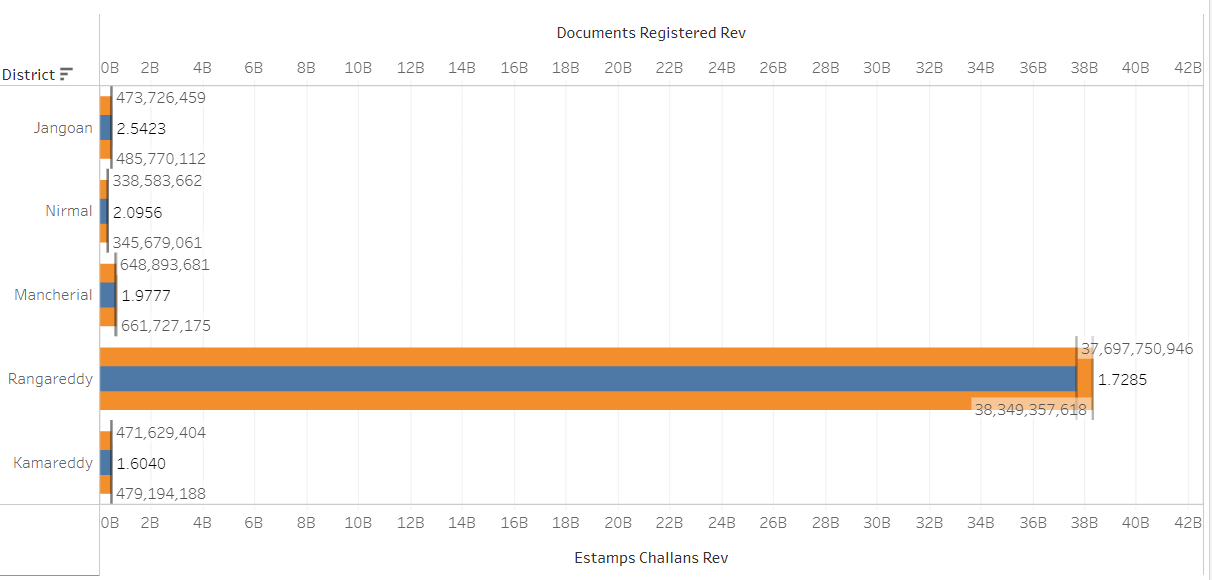 Documents Registered Rev
District
0B 2B 4B 6B 8B 10B 12B 14B 16B 18B 20B 22B 24B 26B 28B 30B 32B 34B 36B 38B 40B 42B
473,726,459
Jangoan 2.5423
485,770,112
338,583,662
Nirmal 2.0956
345,679,061
648,893,681
Mancherial 1.9777
661,727,175
37,697,750,946
Rangareddy 1.7285
38,349,357,618
471,629,404
Kamareddy 1.6040
479,194,188
0B 2B 4B 6B 8B 10B 12B 14B 16B 18B 20B 22B 24B 26B 28B 30B 32B 34B 36B 38B 40B 42B
Estamps Challans Rev